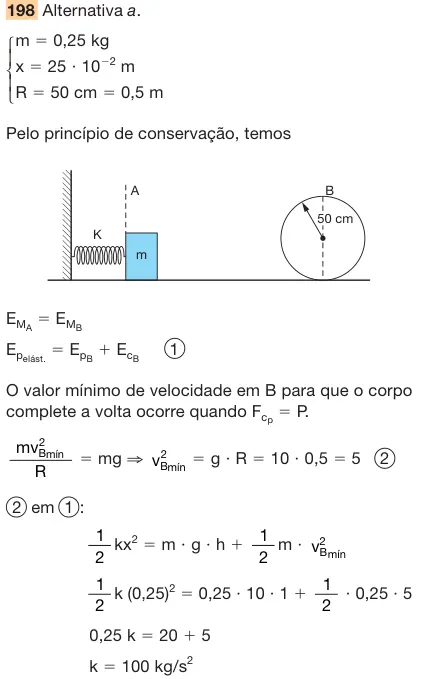 198 Alternativa a.
m = 0,25 kg
x = 25 · 10⁻² m
R = 50 cm = 0,5 m
Pelo princípio de conservação, temos
A B
50 cm
K
m
E_{M_A} = E_{M_B}
E_{p_{elást.}} = E_{p_B} + E_{c_B} ①
O valor mínimo de velocidade em B para que o corpo
complete a volta ocorre quando F_{c_p} = P.
mv²_{Bmín}/R = mg ⇒ v²_{Bmín} = g · R = 10 · 0,5 = 5 ②
② em ①:
1/2 kx² = m · g · h + 1/2 m · v²_{Bmín}
1/2 k (0,25)² = 0,25 · 10 · 1 + 1/2 · 0,25 · 5
0,25 k = 20 + 5
k = 100 kg/s²